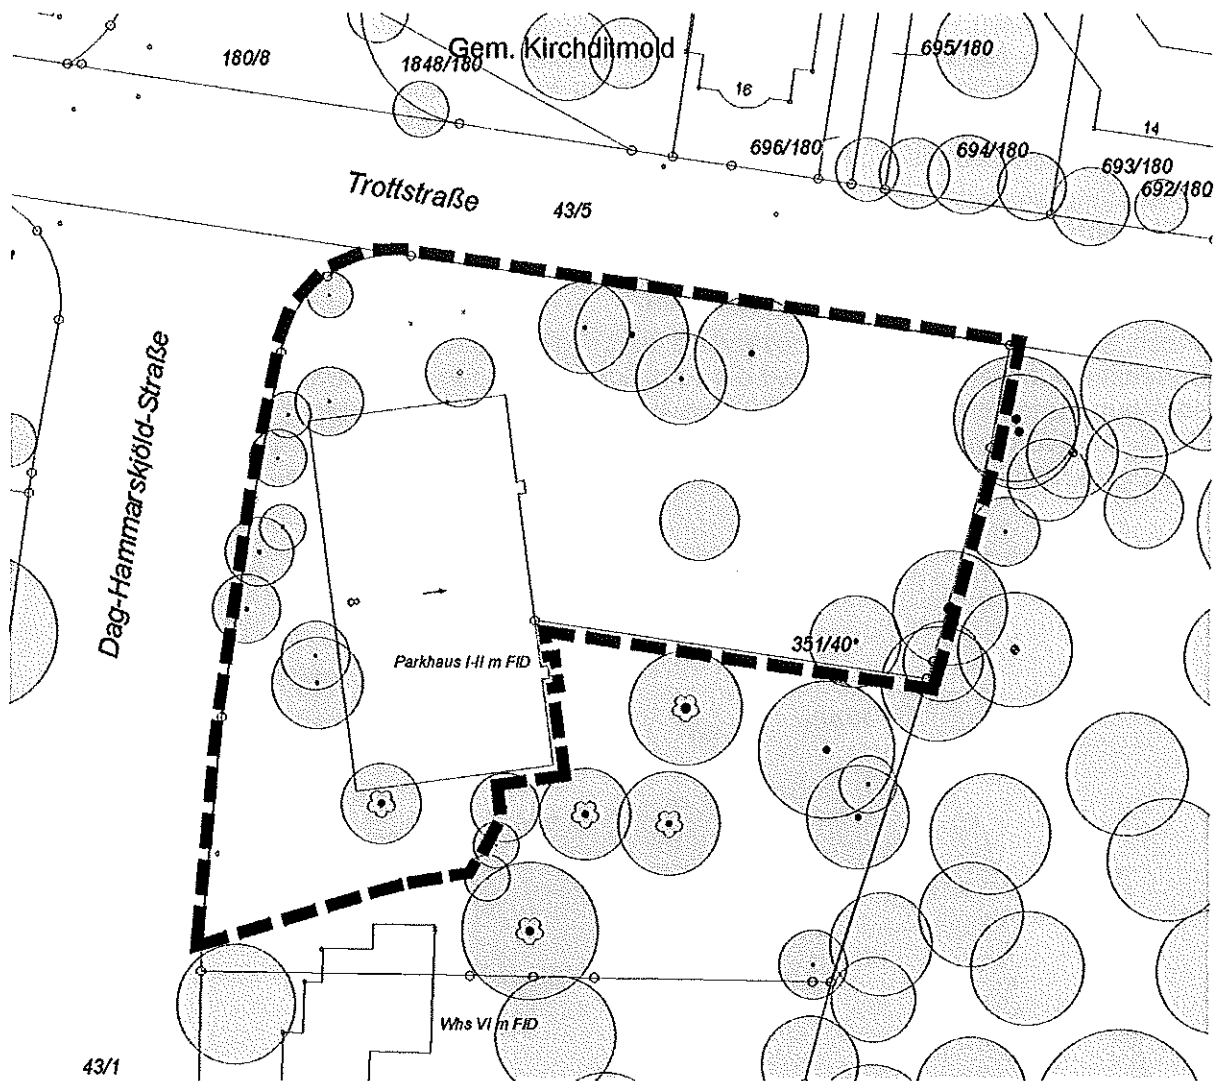 Gem. Kirchditmold
180/8
1848/180
695/180
16
14
696/180
694/180
693/180
692/180
Trottstraße
43/5
Dag-Hammarskjöld-Straße
8
351/40
Parkhaus I-II m FlD
Whs VI m FlD
43/1